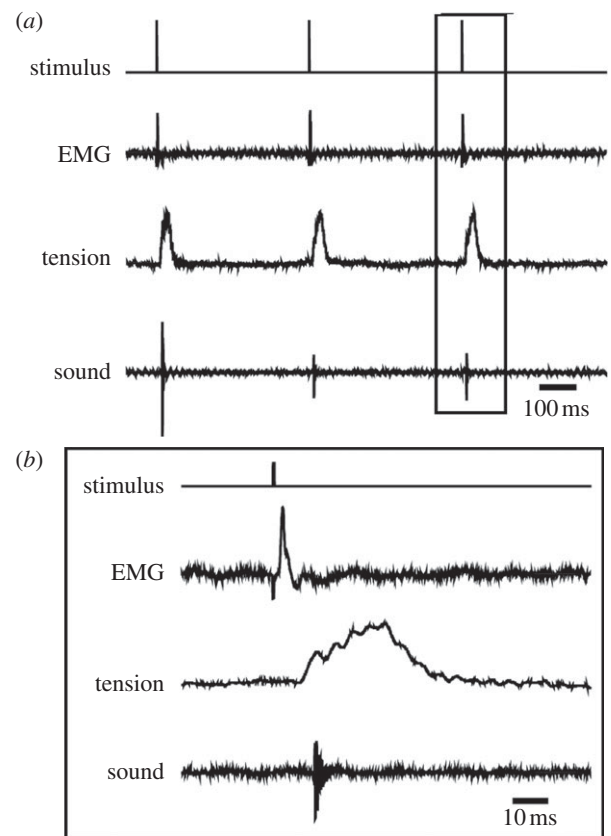 (a)
stimulus
EMG
tension
sound
100 ms
(b)
stimulus
EMG
tension
sound
10 ms